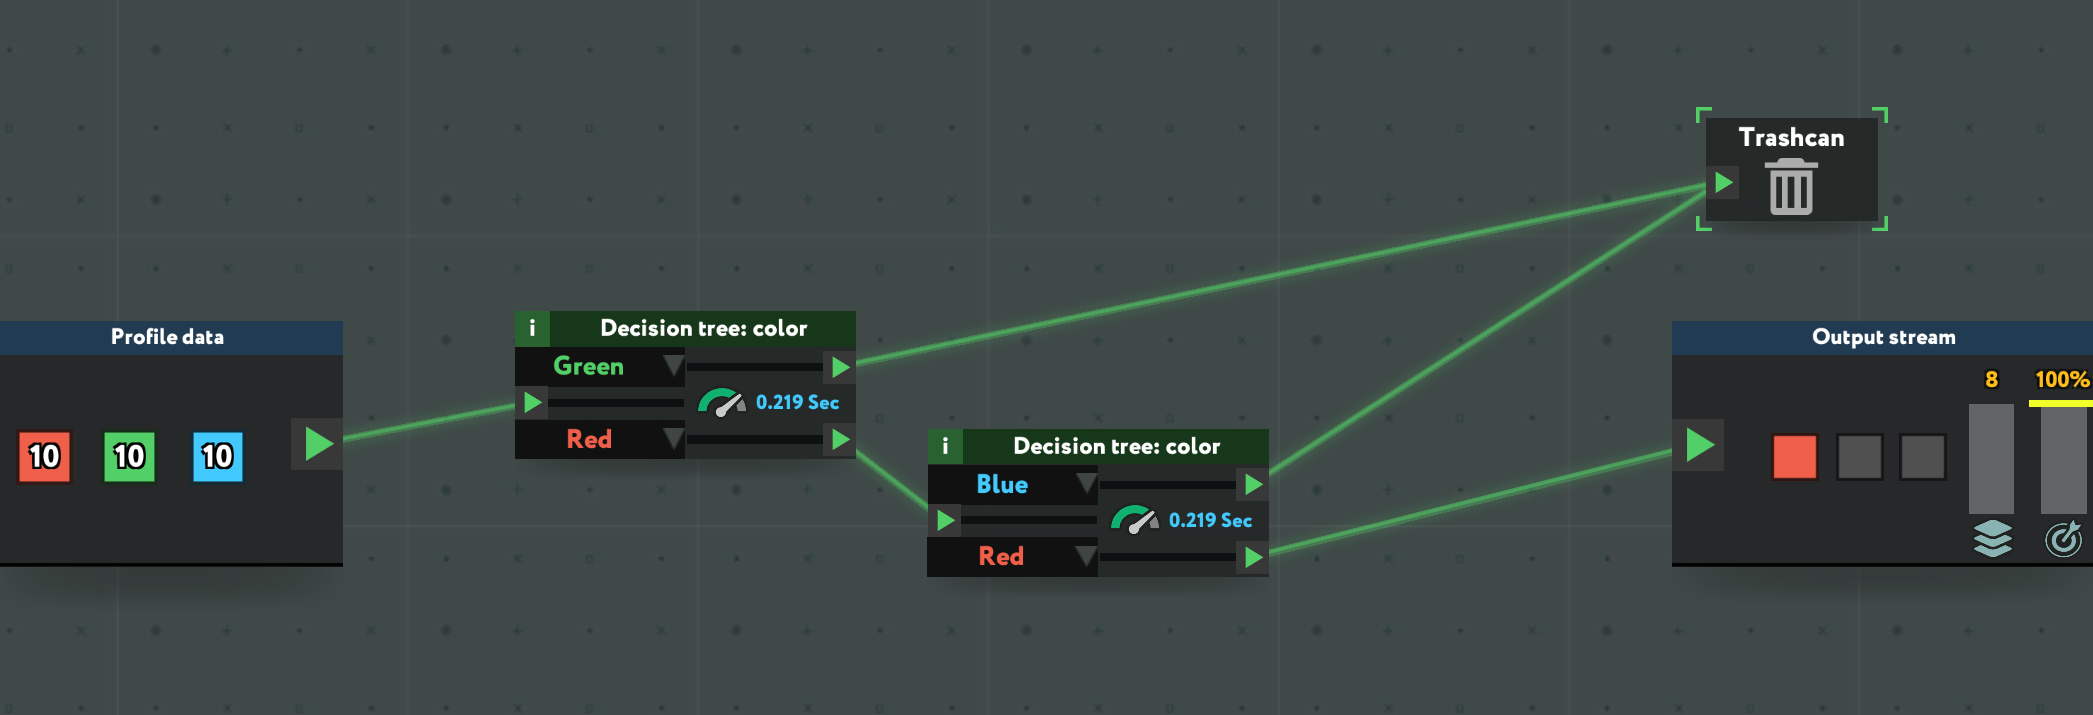 Trashcan
Profile data
10 10 10
i Decision tree: color
Green
0.219 Sec
Red
i Decision tree: color
Blue
0.219 Sec
Red
Output stream
8 100%